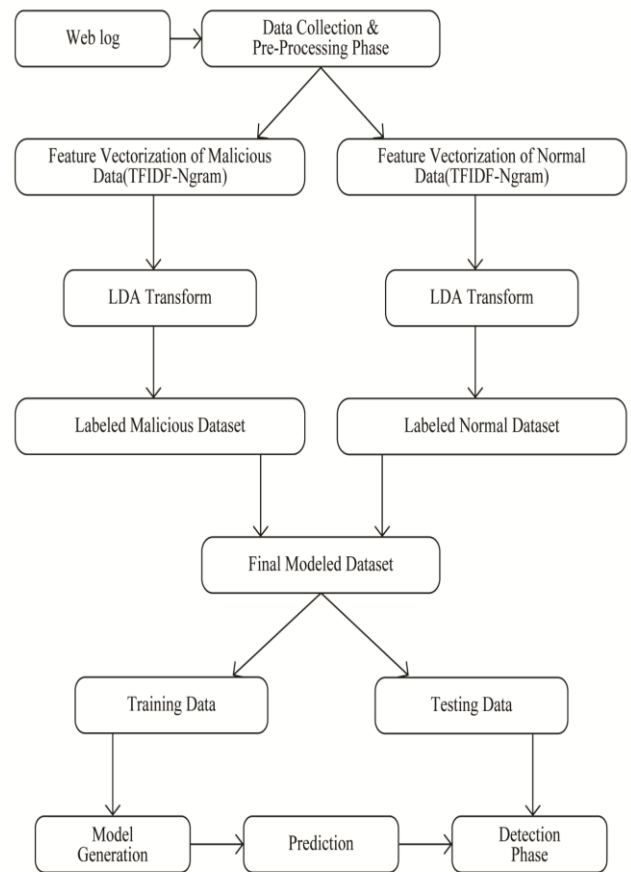 Web log
Data Collection &
Pre-Processing Phase
Feature Vectorization of Malicious
Data(TFIDF-Ngram)
Feature Vectorization of Normal
Data(TFIDF-Ngram)
LDA Transform
LDA Transform
Labeled Malicious Dataset
Labeled Normal Dataset
Final Modeled Dataset
Training Data
Testing Data
Model
Generation
Prediction
Detection
Phase